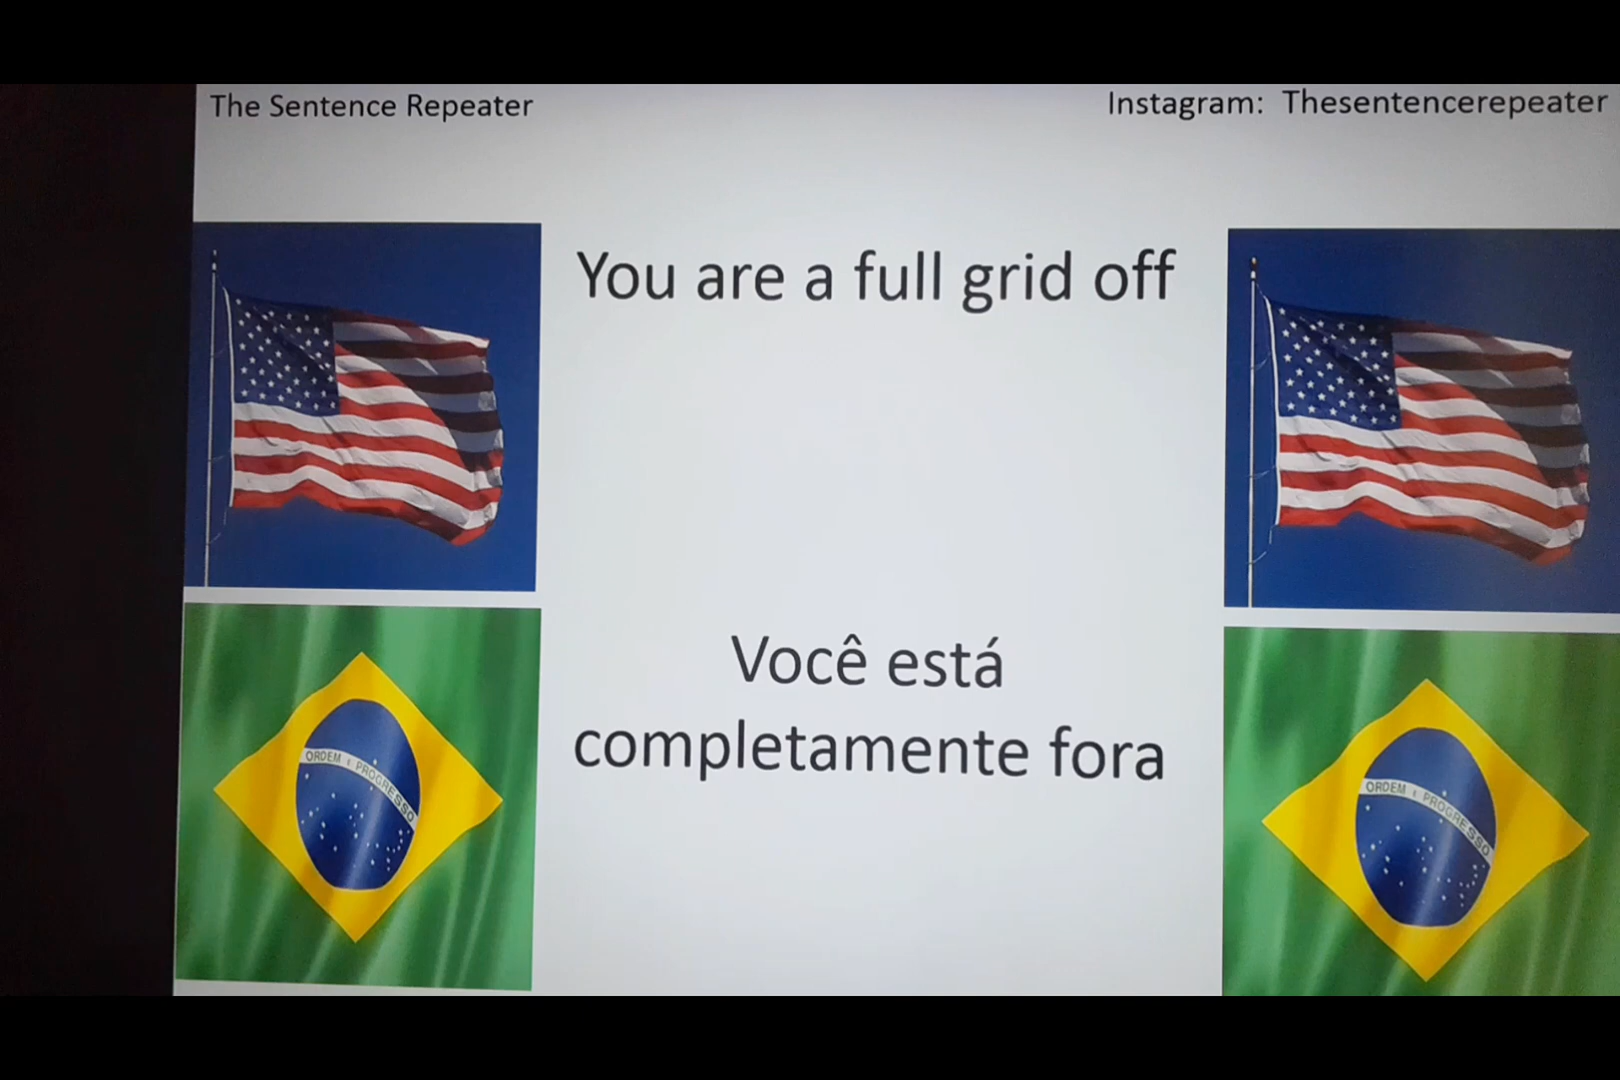 The Sentence Repeater
Instagram: Thesentencerepeater
You are a full grid off
Você está
completamente fora
ORDEM E PROGRESSO
ORDEM E PROGRESSO